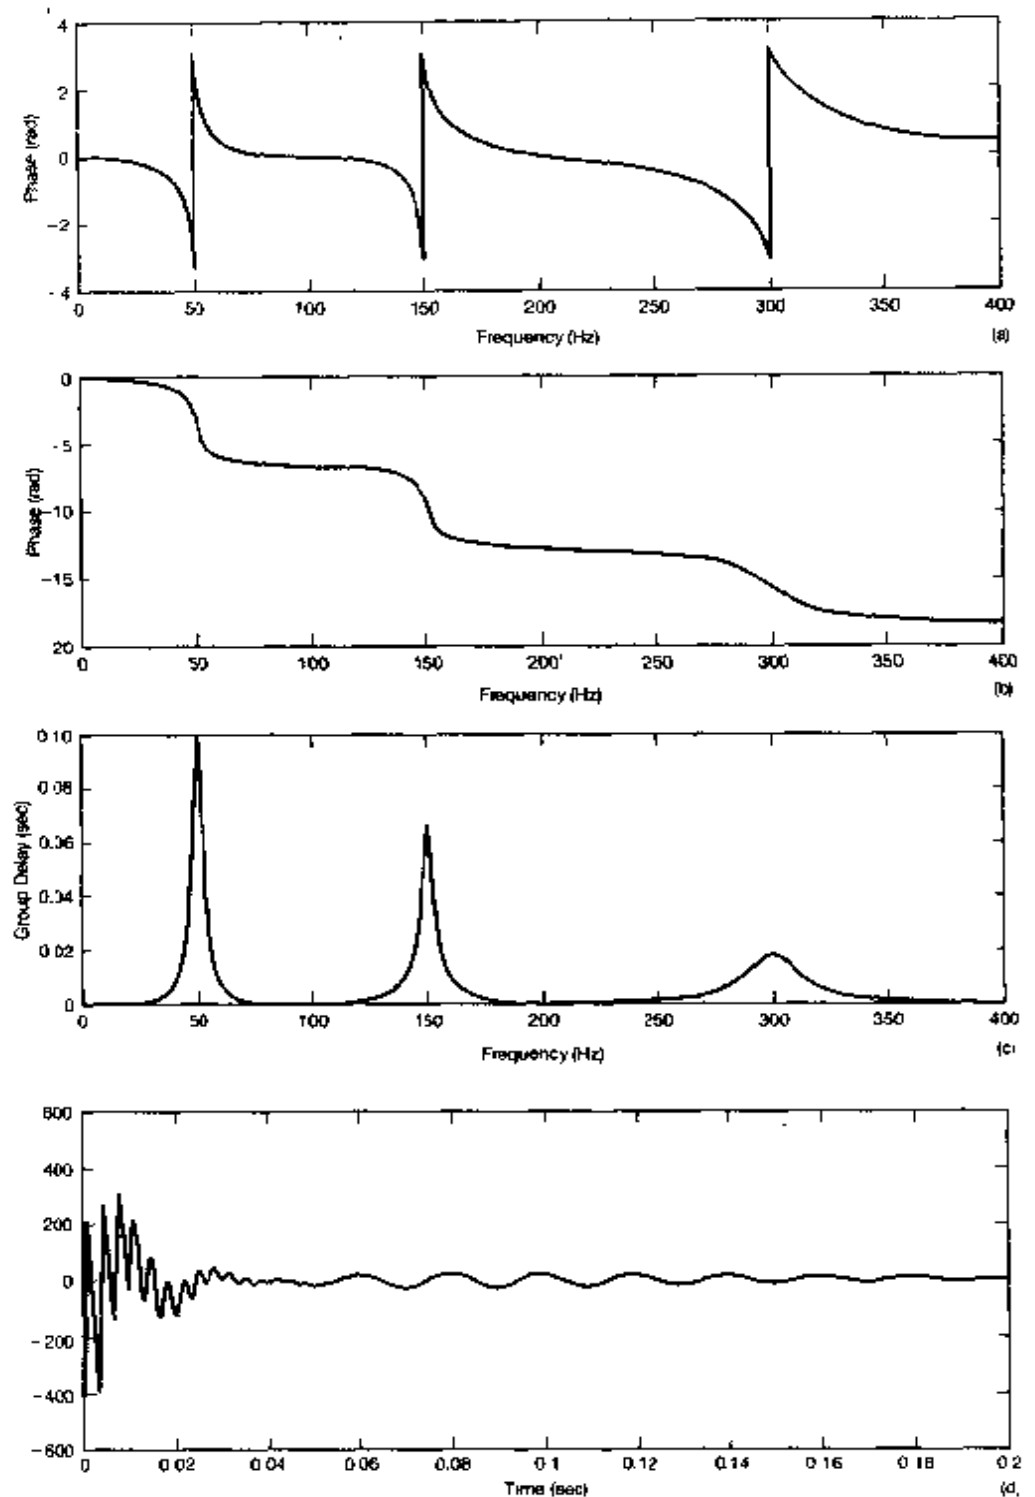 4
2
0
-2
-4
Phase (rad)
0 50 100 150 200 250 300 350 400
Frequency (Hz)
(a)
0
-5
-10
-15
20
Phase (rad)
0 50 100 150 200' 250 300 350 400
Frequency (Hz)
(b)
0.10
0.08
0.06
0.04
0.02
0
Group Delay (sec)
0 50 100 150 200 250 300 350 400
Frequency (Hz)
(c)
600
400
200
0
-200
-400
-600
0 0.02 0.04 0.06 0.08 0.1 0.12 0.14 0.16 0.18 0.2
Time (sec)
(d)